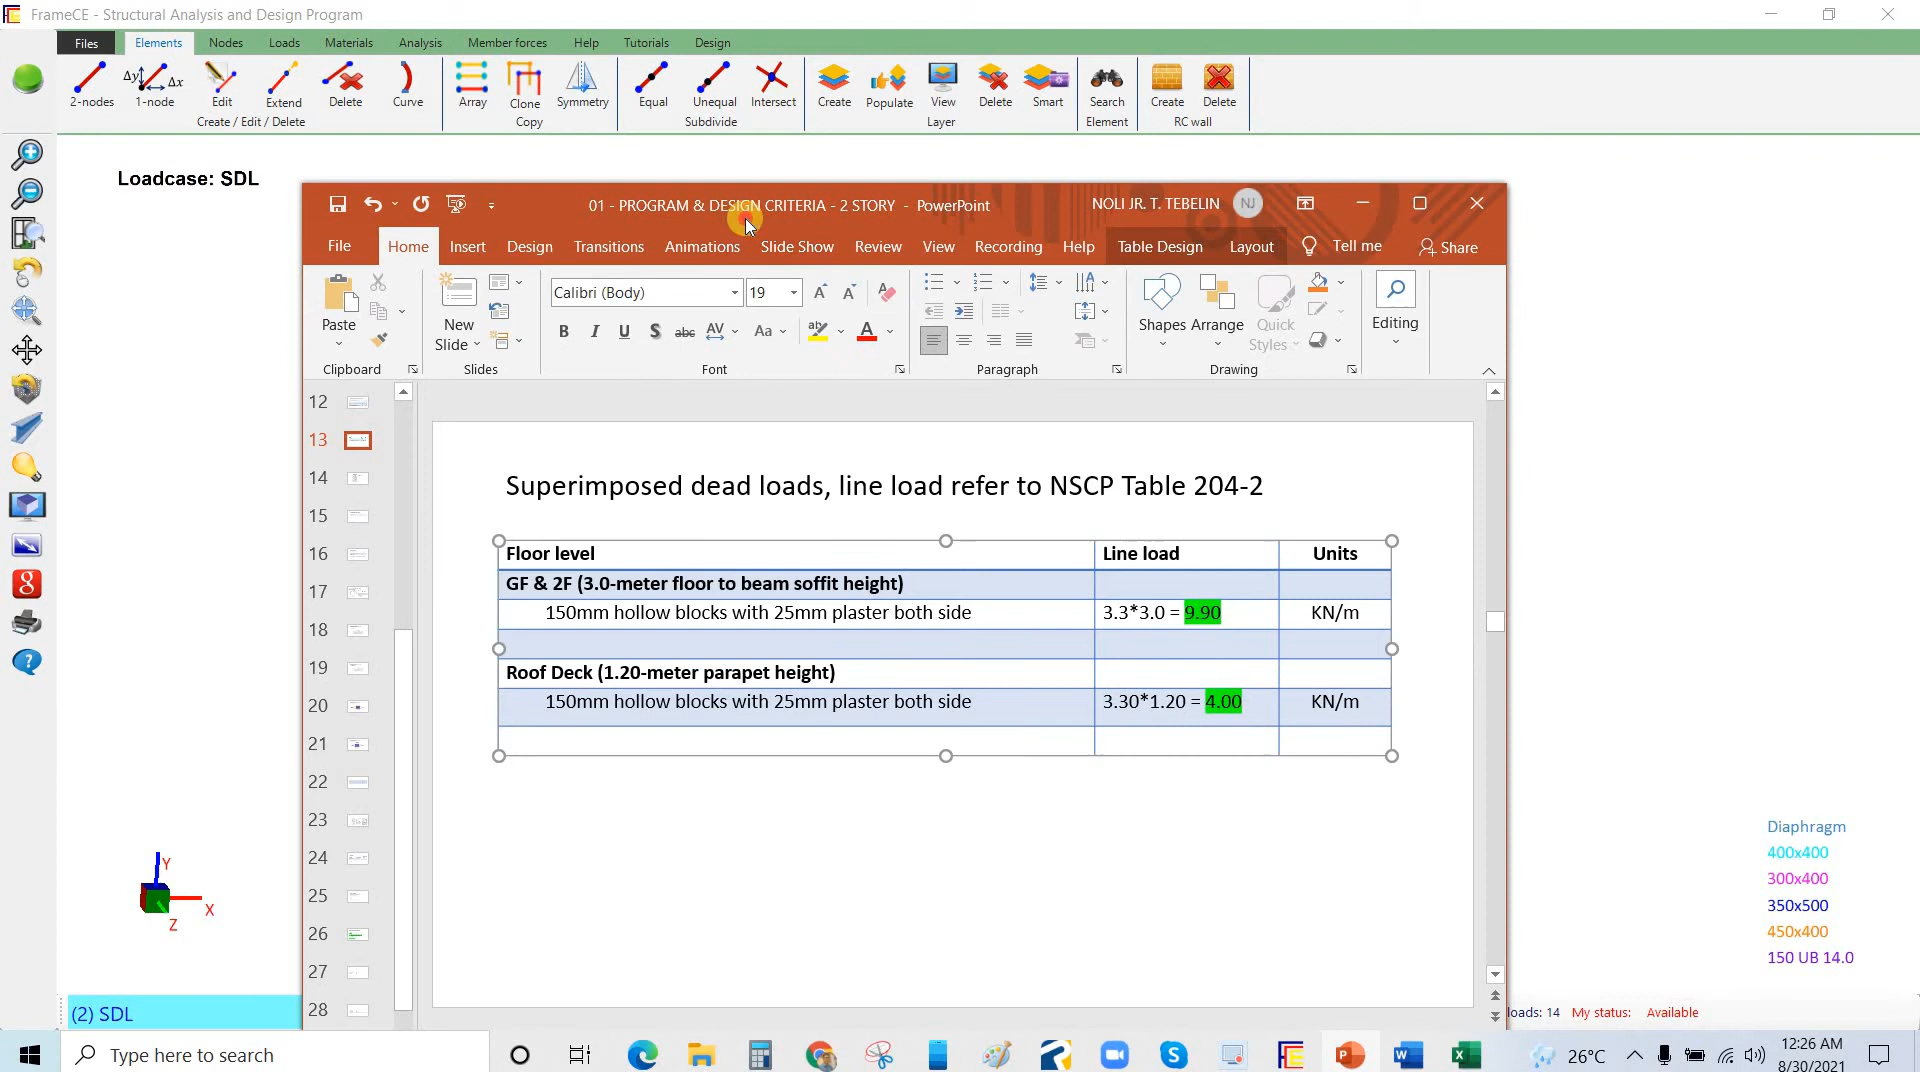 FrameCE - Structural Analysis and Design Program
Files Elements Nodes Loads Materials Analysis Member forces Help Tutorials Design
2-nodes Δy Δx 1-node Edit Extend Delete Curve Array Clone Symmetry Equal Unequal Intersect Create Populate View Delete Smart Search Create Delete
Create / Edit / Delete Copy Subdivide Layer Element RC wall
Loadcase: SDL
01 - PROGRAM & DESIGN CRITERIA - 2 STORY - PowerPoint NOLI JR. T. TEBELIN NJ
File Home Insert Design Transitions Animations Slide Show Review View Recording Help Table Design Layout Tell me Share
Calibri (Body) 19
Paste New Slide B I U S abc AV Aa A Shapes Arrange Quick Styles Editing
Clipboard Slides Font Paragraph Drawing
12
13
14
15
16
17
18
19
20
21
22
23
24
25
26
27
28
Superimposed dead loads, line load refer to NSCP Table 204-2
Floor level Line load Units
GF & 2F (3.0-meter floor to beam soffit height)
150mm hollow blocks with 25mm plaster both side 3.3*3.0 = 9.90 KN/m
Roof Deck (1.20-meter parapet height)
150mm hollow blocks with 25mm plaster both side 3.30*1.20 = 4.00 KN/m
Y
X
Z
Diaphragm
400x400
300x400
350x500
450x400
150 UB 14.0
(2) SDL
loads: 14 My status: Available
Type here to search
26°C
12:26 AM
8/30/2021